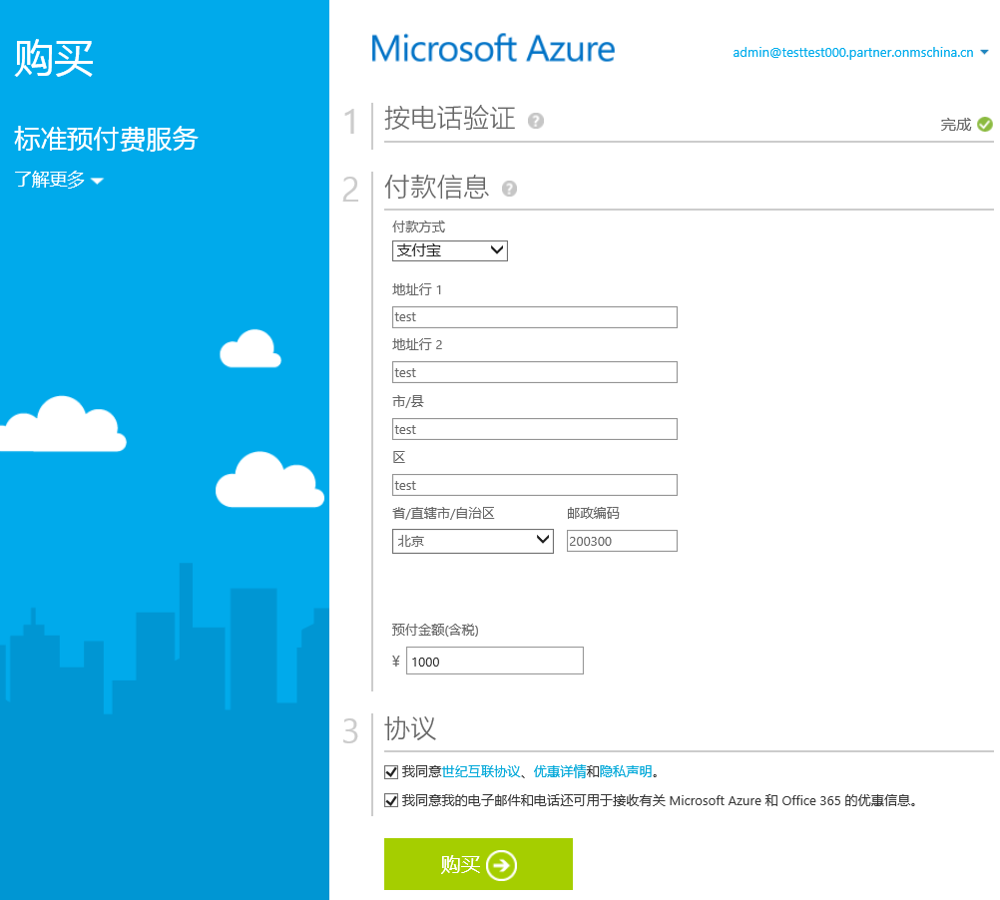 购买
标准预付费服务
了解更多
Microsoft Azure
admin@testtest000.partner.onmschina.cn
1
按电话验证
?
完成
2
付款信息
?
付款方式
支付宝
地址行 1
test
地址行 2
test
市/县
test
区
test
省/直辖市/自治区 邮政编码
北京 200300
预付金额(含税)
¥ 1000
3
协议
我同意世纪互联协议、优惠详情和隐私声明。
我同意我的电子邮件和电话还可用于接收有关 Microsoft Azure 和 Office 365 的优惠信息。
购买